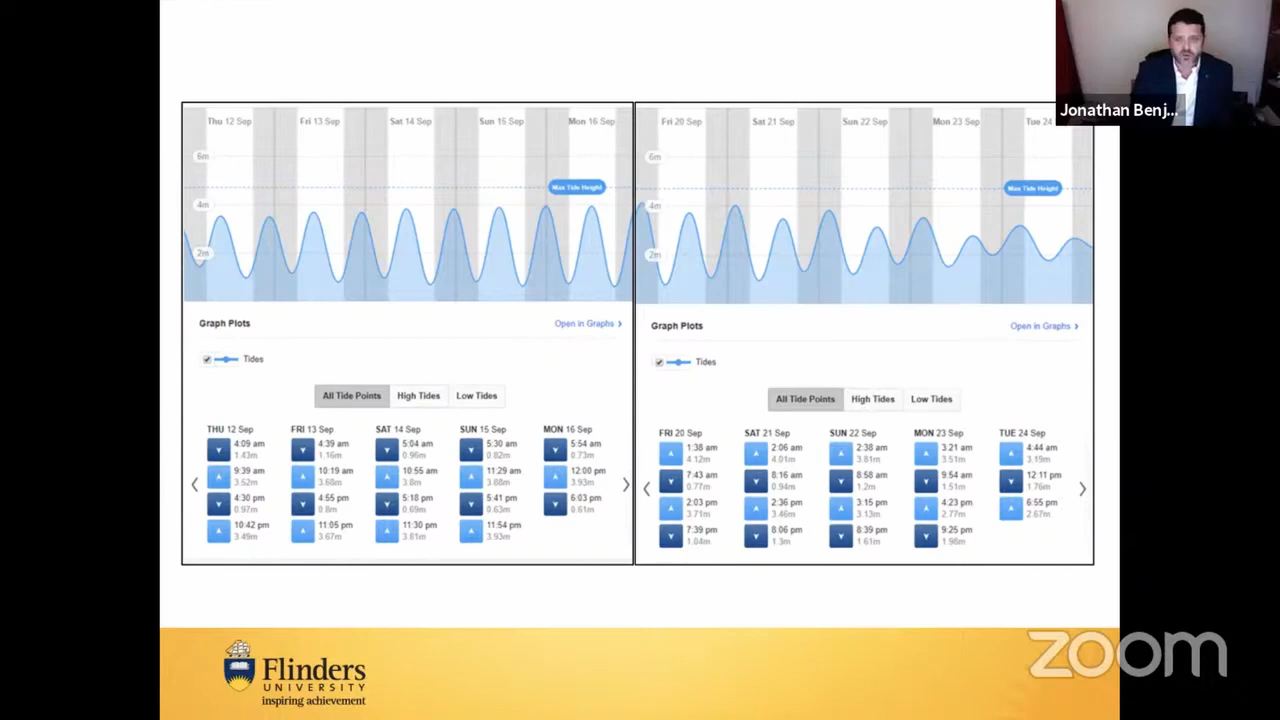 Jonathan Benj...
Thu 12 Sep Fri 13 Sep Sat 14 Sep Sun 15 Sep Mon 16 Sep
6m
Max Tide Height
4m
2m
Graph Plots Open in Graphs >
Tides
All Tide Points High Tides Low Tides
THU 12 Sep FRI 13 Sep SAT 14 Sep SUN 15 Sep MON 16 Sep
4:09 am 4:39 am 5:04 am 5:30 am 5:54 am
1.43m 1.16m 0.96m 0.82m 0.73m
9:39 am 10:19 am 10:55 am 11:29 am 12:00 pm
3.52m 3.68m 3.8m 3.88m 3.93m
4:30 pm 4:55 pm 5:18 pm 5:41 pm 6:03 pm
0.97m 0.8m 0.69m 0.63m 0.61m
10:42 pm 11:05 pm 11:30 pm 11:54 pm
3.49m 3.67m 3.81m 3.93m
Fri 20 Sep Sat 21 Sep Sun 22 Sep Mon 23 Sep Tue 24
6m
Max Tide Height
4m
2m
Graph Plots Open in Graphs >
Tides
All Tide Points High Tides Low Tides
FRI 20 Sep SAT 21 Sep SUN 22 Sep MON 23 Sep TUE 24 Sep
1:38 am 2:06 am 2:38 am 3:21 am 4:44 am
4.12m 4.01m 3.81m 3.51m 3.19m
7:43 am 8:16 am 8:58 am 9:54 am 12:11 pm
0.77m 0.94m 1.2m 1.51m 1.76m
2:03 pm 2:36 pm 3:15 pm 4:23 pm 6:55 pm
3.71m 3.46m 3.13m 2.77m 2.67m
7:39 pm 8:06 pm 8:39 pm 9:25 pm
1.04m 1.3m 1.61m 1.98m
Flinders
UNIVERSITY
inspiring achievement
zoom